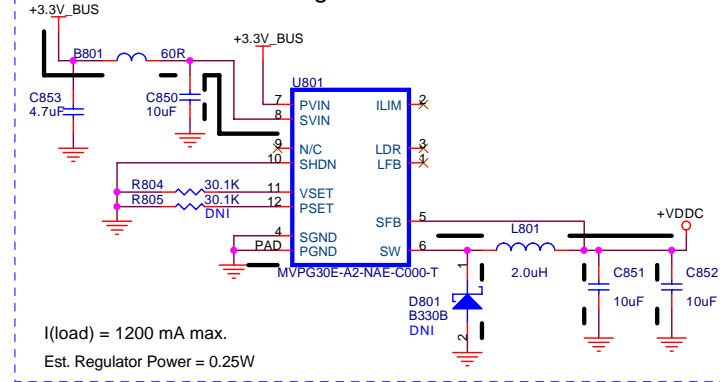 +3.3V_BUS
+3.3V_BUS
B801 60R
U801
C853
4.7uF
C850
10uF
7 PVIN ILIM 2
8 SVIN
9 N/C LDR 3
10 SHDN LFB 1
R804 30.1K 11 VSET
R805 30.1K 12 PSET
DNI
SFB 5
+VDDC
L801
4 SGND
PAD PGND SW 6
MVPG30E-A2-NAE-C000-T
2.0uH
C851
10uF
C852
10uF
1
D801
B330B
DNI
2
I(load) = 1200 mA max.
Est. Regulator Power = 0.25W